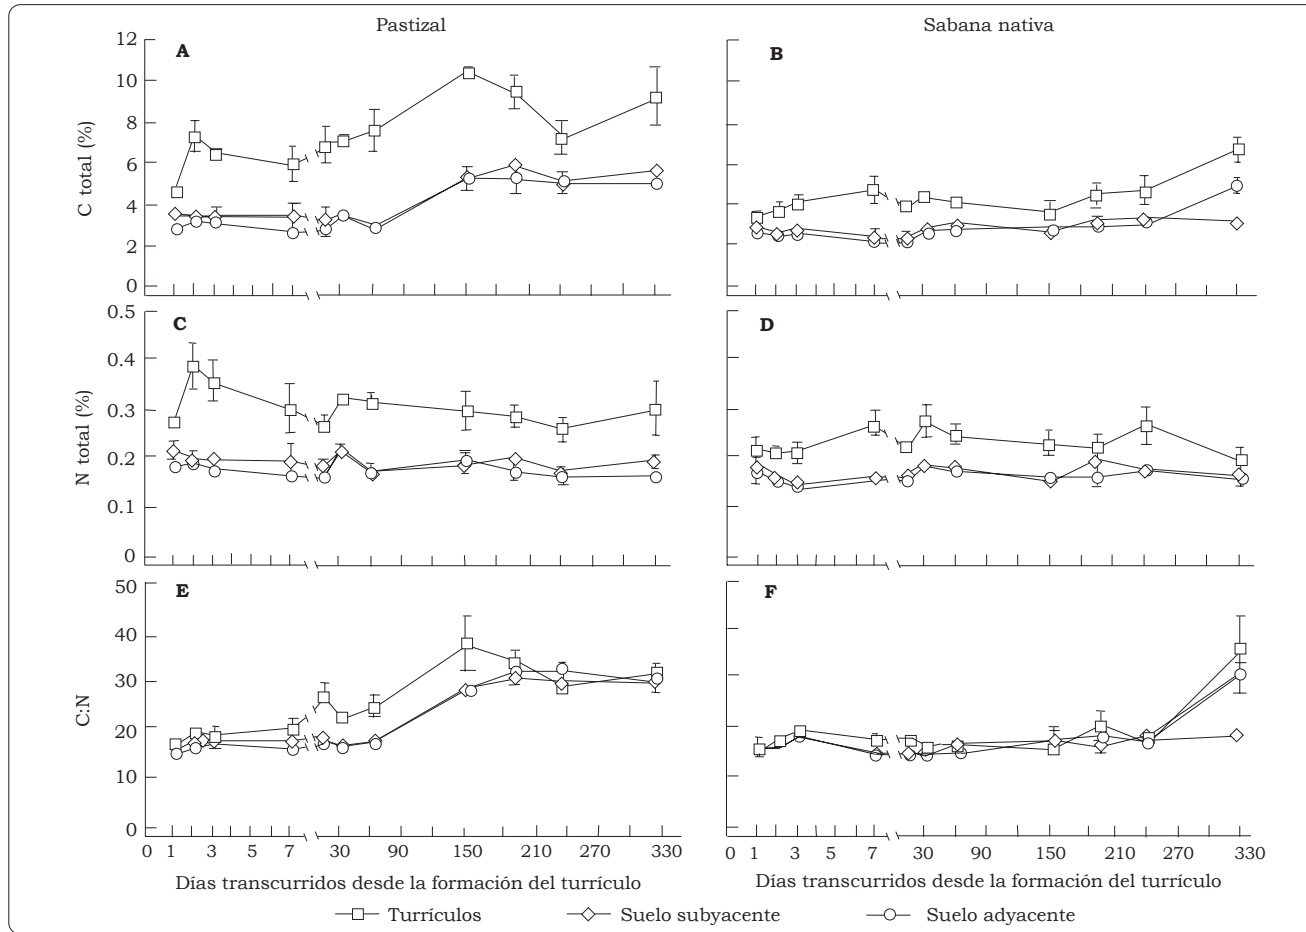 Pastizal
Sabana nativa
12
10
8
6
4
2
0
C total (%)
A
B
0.5
0.4
0.3
0.2
0.1
0
N total (%)
C
D
50
40
30
20
10
0
C:N
E
F
0 1 3 7 30 90 150 210 270 330
0 1 3 7 30 90 150 210 270 330
Días transcurridos desde la formación del turrículo
Días transcurridos desde la formación del turrículo
Turrículos
Suelo subyacente
Suelo adyacente